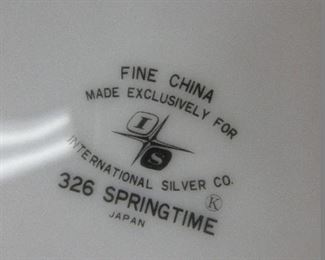 FINE CHINA
MADE EXCLUSIVELY FOR
I
S
INTERNATIONAL SILVER CO.
326 SPRINGTIME
K
JAPAN